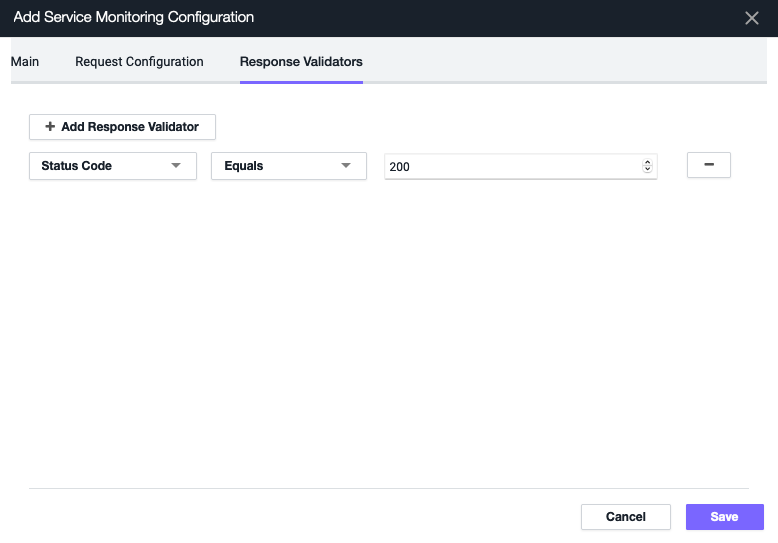 Add Service Monitoring Configuration
Main Request Configuration Response Validators
+ Add Response Validator
Status Code Equals 200
Cancel Save